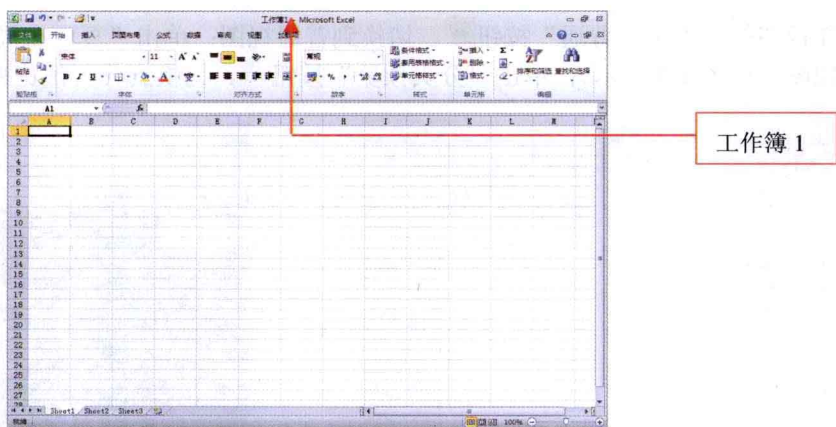 工作簿1 - Microsoft Excel
文件 开始 插入 页面布局 公式 数据 审阅 视图
宋体 11 A A 常规 条件格式 插入 Σ
粘贴 B I U A % , 套用表格格式 删除 排序和筛选 查找和选择
单元格样式 格式
剪贴板 字体 对齐方式 数字 样式 单元格 编辑
A1 fx
A B C D E F G H I J K L M
1
2
3
4
5
6
7
8
9
10
11
12
13
14
15
16
17
18
19
20
21
22
23
24
25
26
27
28
Sheet1 Sheet2 Sheet3
就绪 100%
工作簿 1